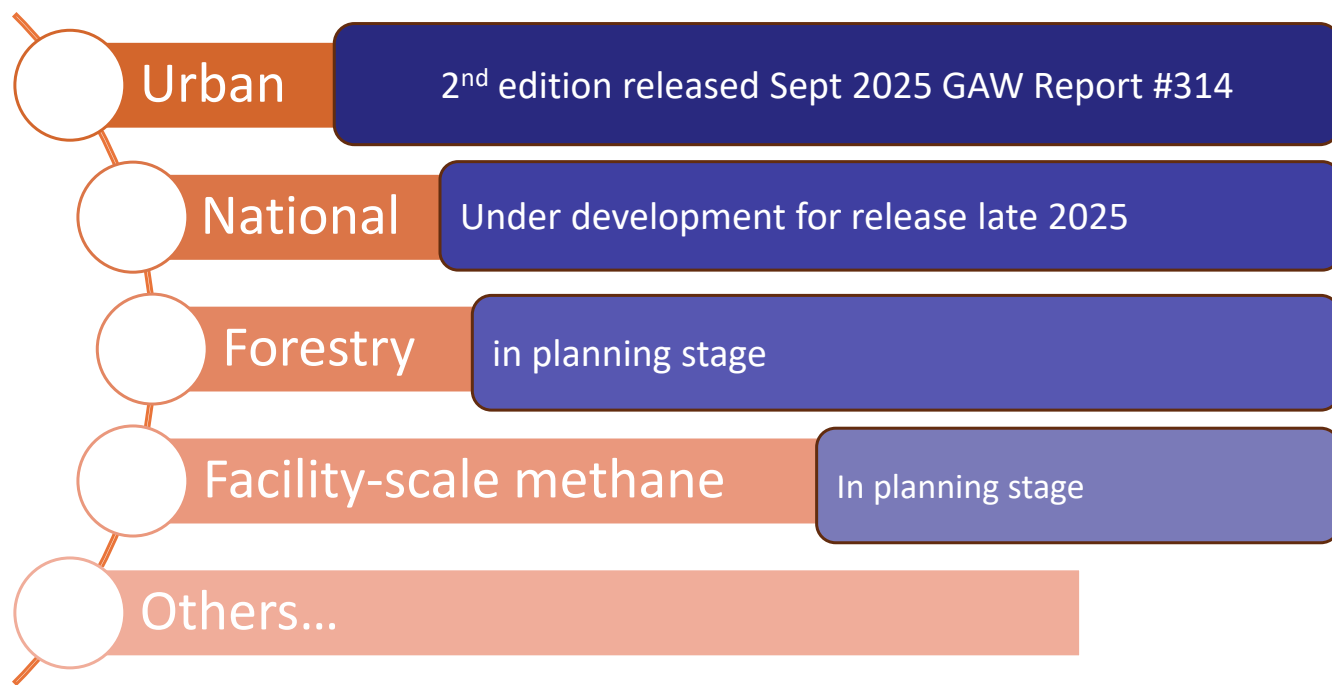 Urban
2nd edition released Sept 2025 GAW Report #314
National
Under development for release late 2025
Forestry
in planning stage
Facility-scale methane
In planning stage
Others...